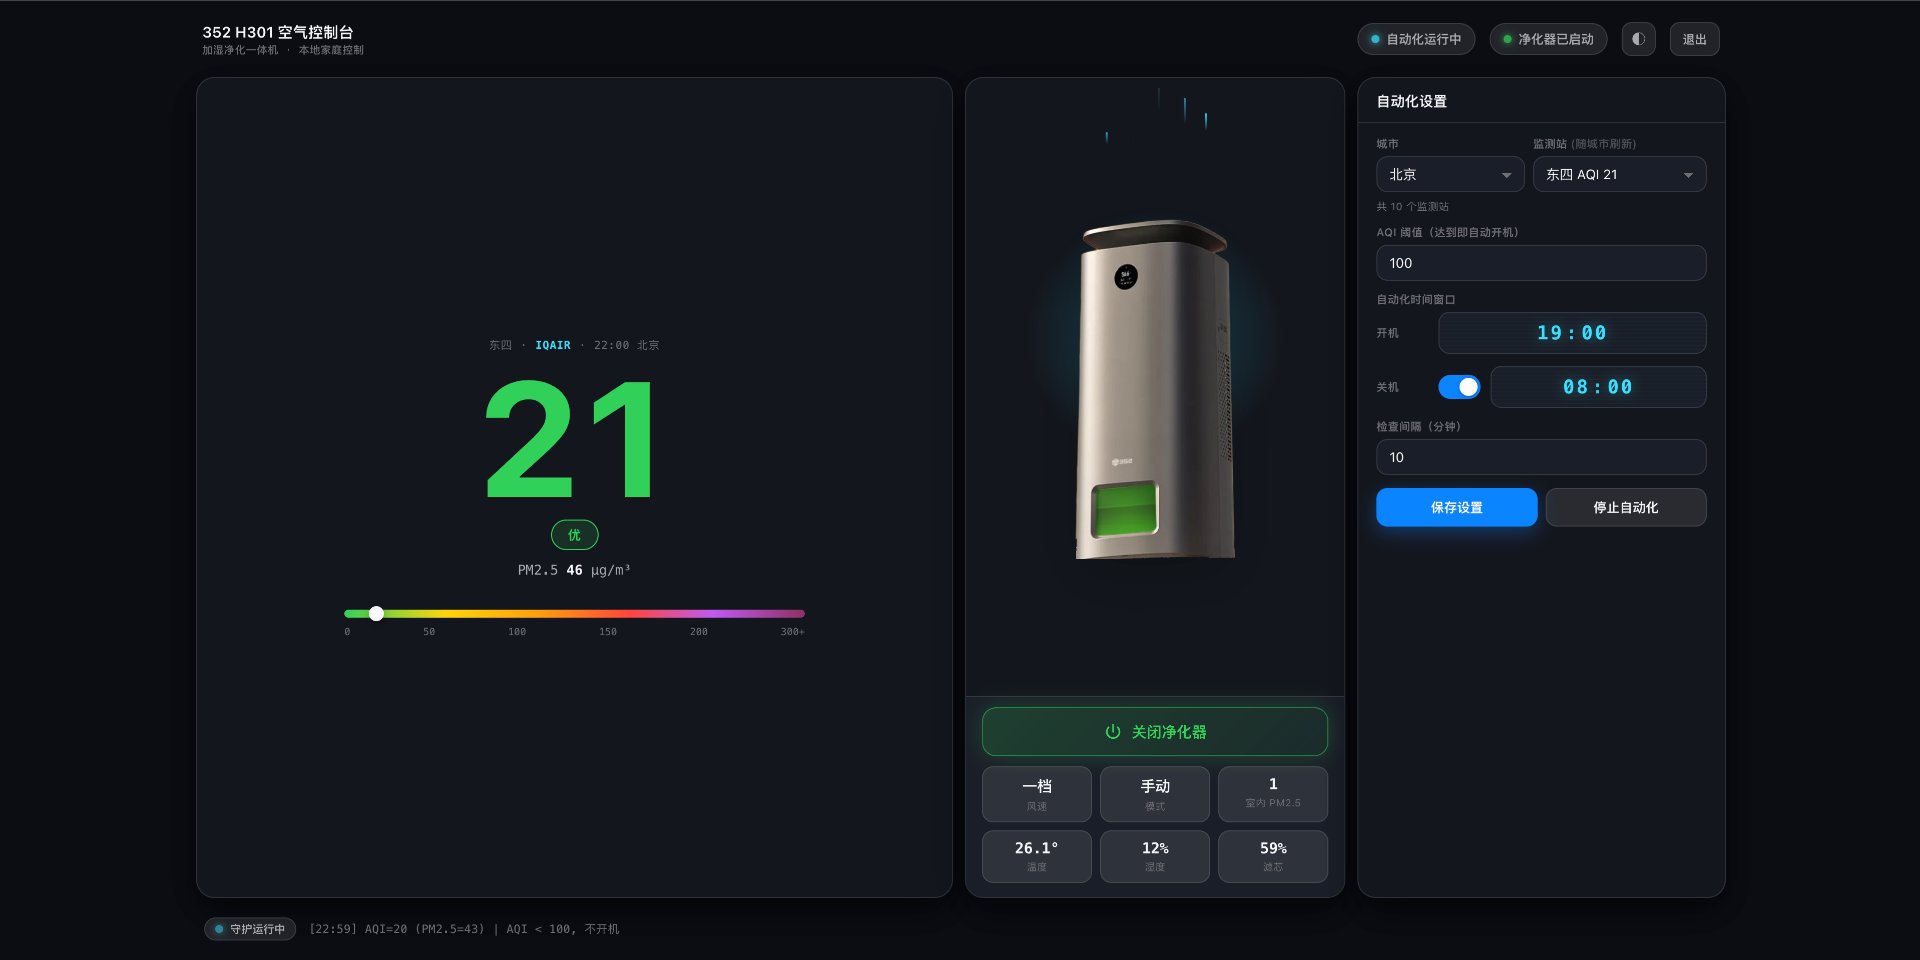 352 H301 空气控制台
加湿净化一体机 · 本地家庭控制
自动化运行中
净化器已启动
退出
东四 · IQAIR · 22:00 北京
21
优
PM2.5 46 µg/m³
0 50 100 150 200 300+
352
关闭净化器
一档
风速
手动
模式
1
室内 PM2.5
26.1°
温度
12%
湿度
59%
滤芯
自动化设置
城市
监测站 (随城市刷新)
北京
东四 AQI 21
共 10 个监测站
AQI 阈值（达到即自动开机）
100
自动化时间窗口
开机
19:00
关机
08:00
检查间隔（分钟）
10
保存设置
停止自动化
守护运行中
[22:59] AQI=20 (PM2.5=43) | AQI < 100, 不开机